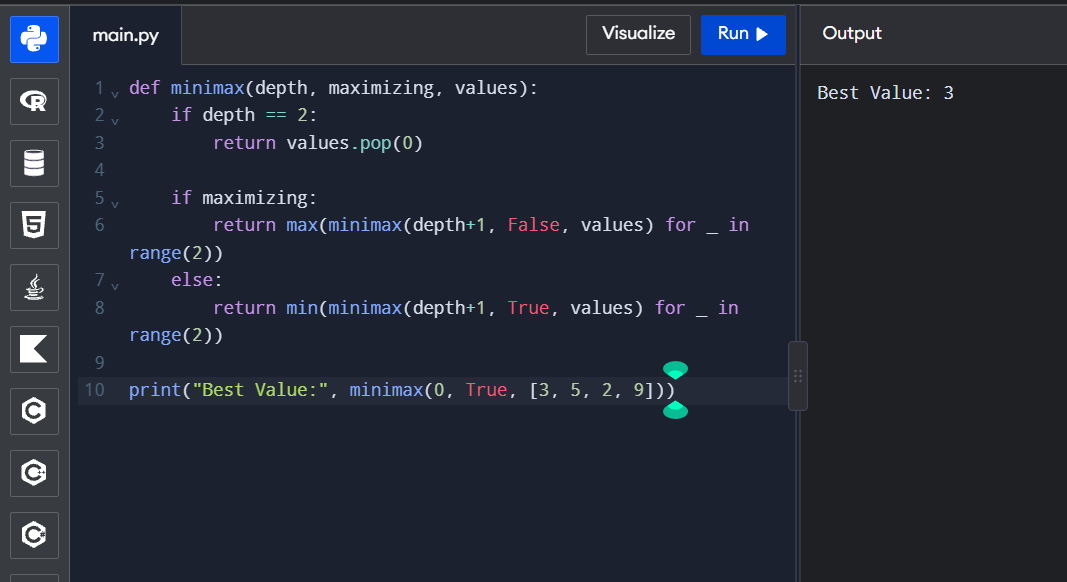 main.py
Visualize
Run
Output
1 def minimax(depth, maximizing, values):
2     if depth == 2:
3         return values.pop(0)
4
5     if maximizing:
6         return max(minimax(depth+1, False, values) for _ in
range(2))
7     else:
8         return min(minimax(depth+1, True, values) for _ in
range(2))
9
10 print("Best Value:", minimax(0, True, [3, 5, 2, 9]))
Best Value: 3